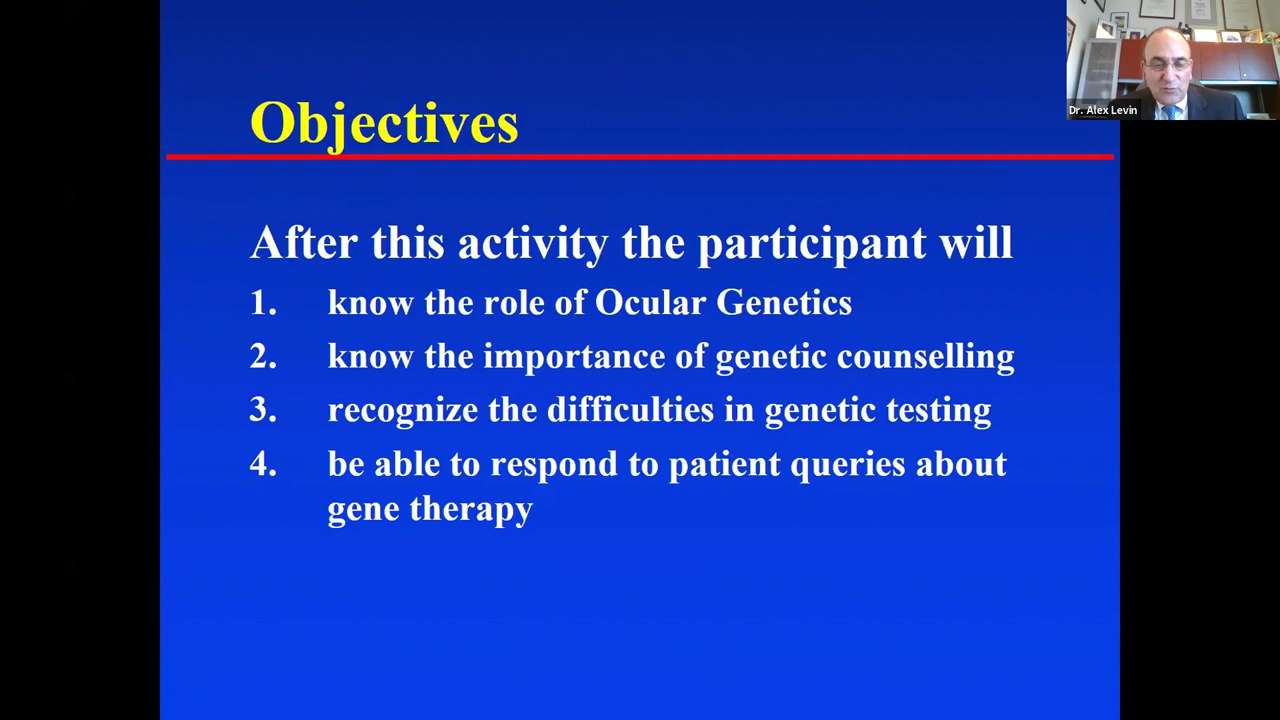 Objectives
Dr. Alex Levin
After this activity the participant will
1. know the role of Ocular Genetics
2. know the importance of genetic counselling
3. recognize the difficulties in genetic testing
4. be able to respond to patient queries about
gene therapy